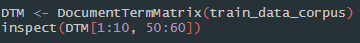 DTM <- DocumentTermMatrix(train_data_corpus)
inspect(DTM[1:10, 50:60])